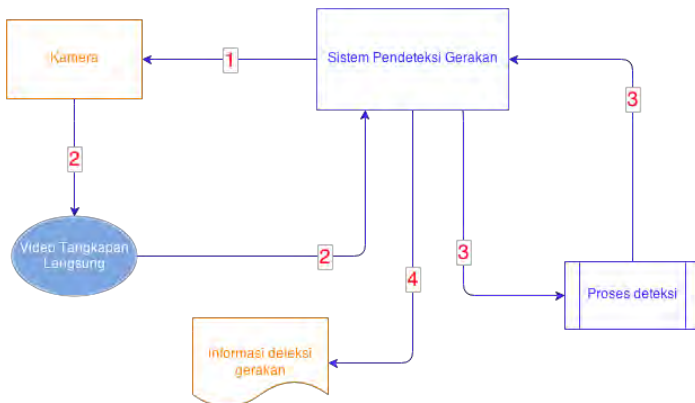 Kamera
1
Sistem Pendeteksi Gerakan
3
2
Video Tangkapan
Langsung
2
4
3
Proses deteksi
informasi deteksi
gerakan